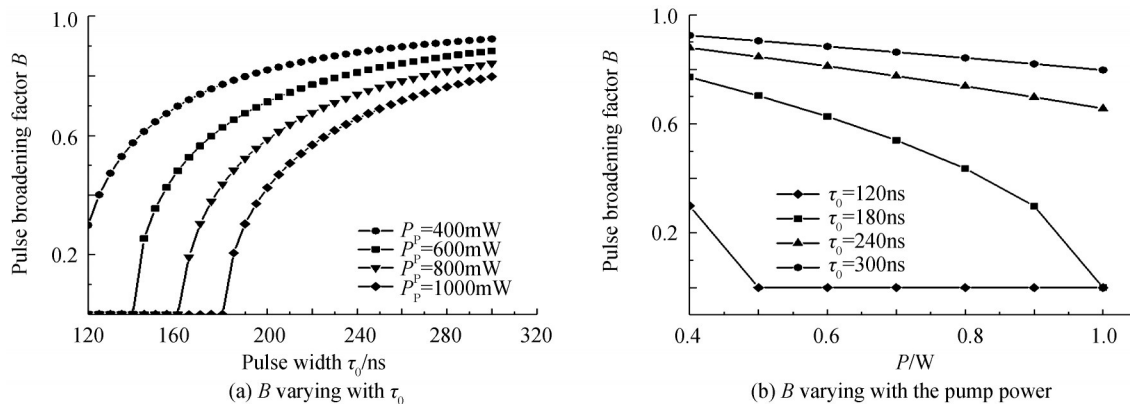 1.0
0.6
0.2
Pulse broadening factor B
P_P=400mW
P_P=600mW
P_P=800mW
P_P=1000mW
120 160 200 240 280 320
Pulse width τ₀/ns
(a) B varying with τ₀
1.0
0.6
0.2
Pulse broadening factor B
τ₀=120ns
τ₀=180ns
τ₀=240ns
τ₀=300ns
0.4 0.6 0.8 1.0
P/W
(b) B varying with the pump power